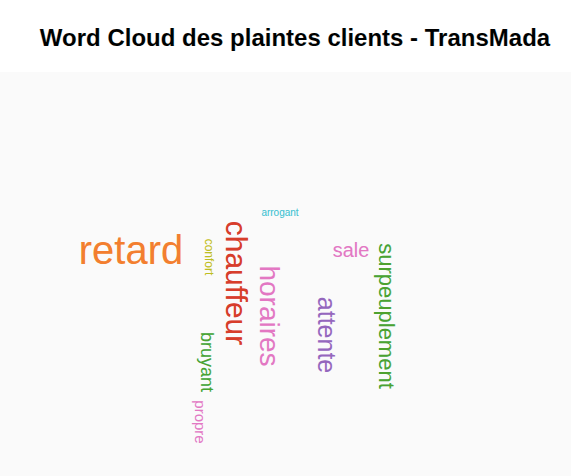 Word Cloud des plaintes clients - TransMada
arrogant
retard
confort
chauffeur
horaires
attente
sale
surpeuplement
bruyant
propre